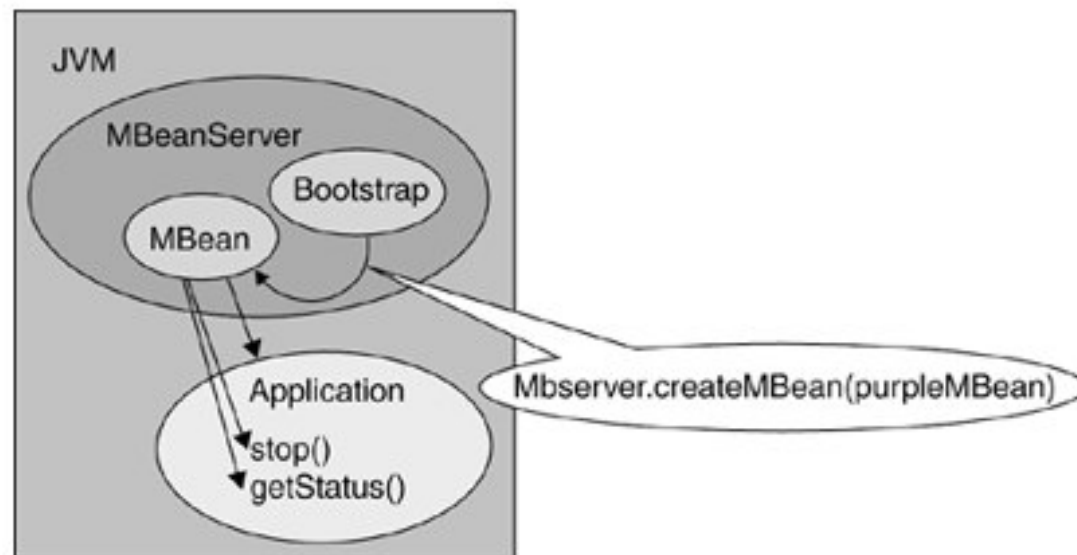 JVM
MBeanServer
Bootstrap
MBean
Mbserver.createMBean(purpleMBean)
Application
stop()
getStatus()